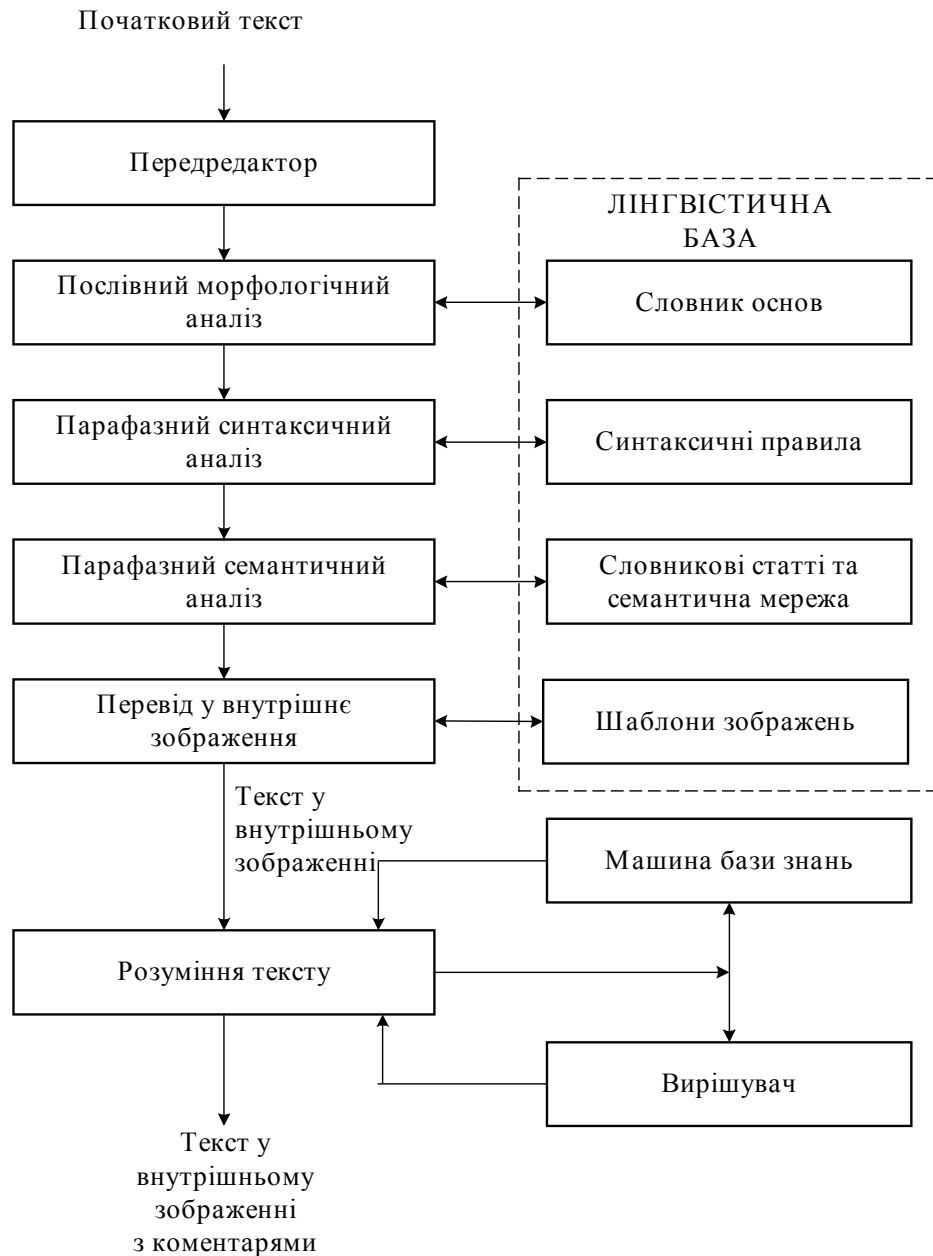 Початковий текст
Передредактор
ЛІНГВІСТИЧНА
БАЗА
Послівний морфологічний
аналіз
Словник основ
Парафазний синтаксичний
аналіз
Синтаксичні правила
Парафазний семантичний
аналіз
Словникові статті та
семантична мережа
Перевід у внутрішнє
зображення
Шаблони зображень
Текст у
внутрішньому
зображенні
Машина бази знань
Розуміння тексту
Вирішувач
Текст у
внутрішньому
зображенні
з коментарями